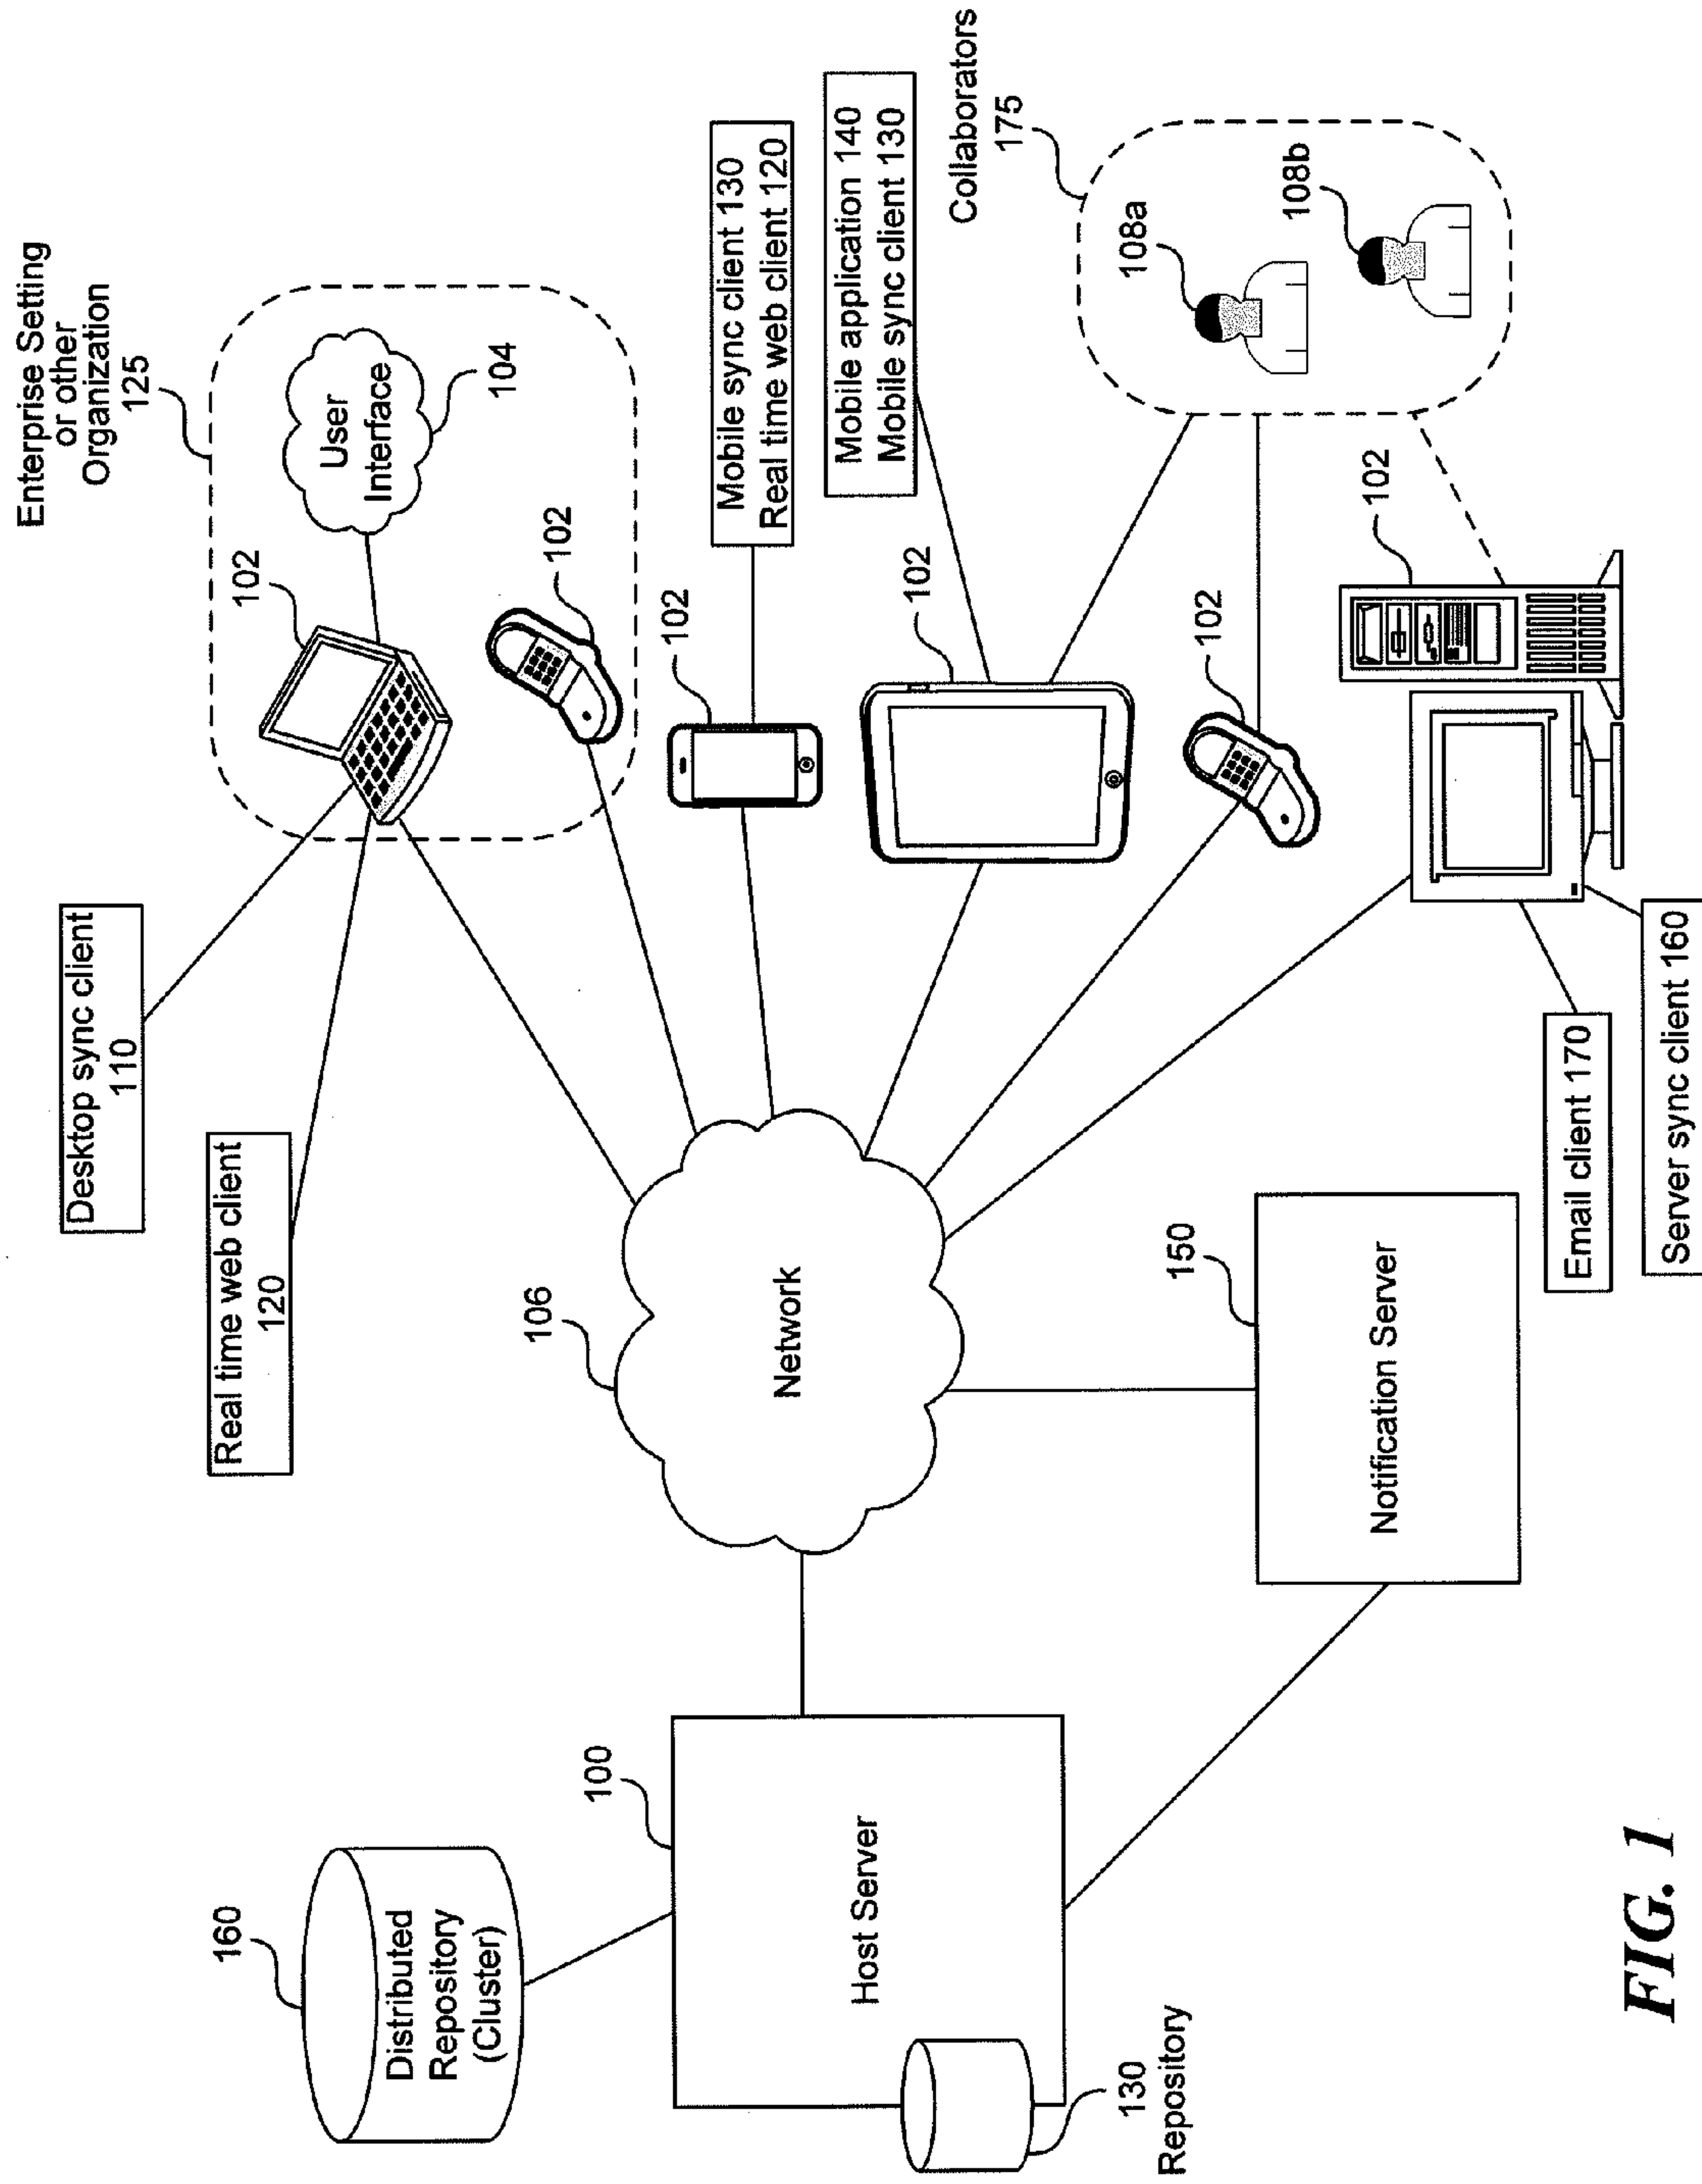 Enterprise Setting
or other
Organization
125
102
User
Interface
104
Desktop sync client
110
102
Real time web client
120
102
Mobile sync client 130
Real time web client 120
102
Mobile application 140
Mobile sync client 130
Collaborators
175
108a
108b
102
102
106
Network
160
Distributed
Repository
(Cluster)
100
Host Server
130
Repository
150
Notification Server
Email client 170
Server sync client 160
FIG. 1